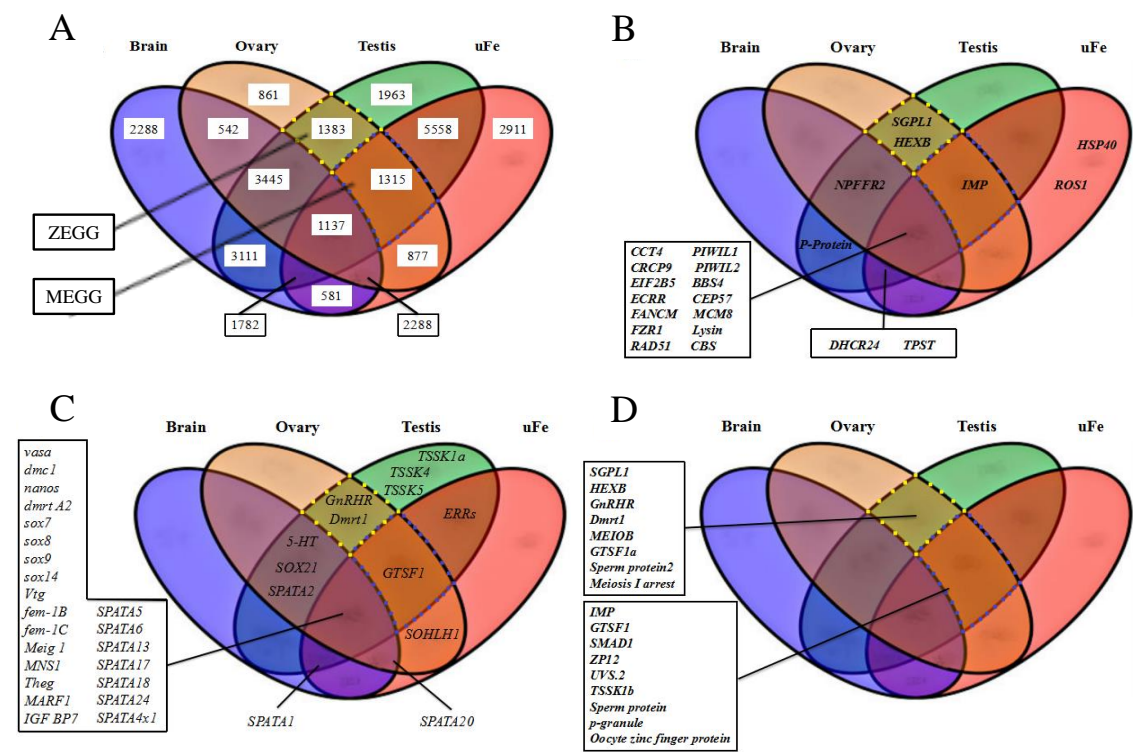 A
Brain Ovary Testis uFe
861 1963
2288 542 1383 5558 2911
3445 1315
ZEGG
1137
3111 877
MEGG
581
1782 2288
B
Brain Ovary Testis uFe
SGPL1
HEXB
HSP40
NPFFR2 IMP ROS1
P-Protein
CCT4 PIWIL1
CRCP9 PIWIL2
EIF2B5 BBS4
ECRR CEP57
FANCM MCM8
FZR1 Lysin
RAD51 CBS
DHCR24 TPST
C
Brain Ovary Testis uFe
vasa
dmc1
nanos
dmrt A2
sox7
sox8
sox9
sox14
Vtg
fem-1B SPATA5
fem-1C SPATA6
Meig 1 SPATA13
MNS1 SPATA17
Theg SPATA18
MARF1 SPATA24
IGF BP7 SPATA4x1
TSSK1a
TSSK4
TSSK5
GnRHR
Dmrt1
ERRs
5-HT
SOX21
SPATA2
GTSF1
SOHLH1
SPATA1 SPATA20
D
Brain Ovary Testis uFe
SGPL1
HEXB
GnRHR
Dmrt1
MEIOB
GTSF1a
Sperm protein2
Meiosis I arrest
IMP
GTSF1
SMAD1
ZP12
UVS.2
TSSK1b
Sperm protein
p-granule
Oocyte zinc finger protein